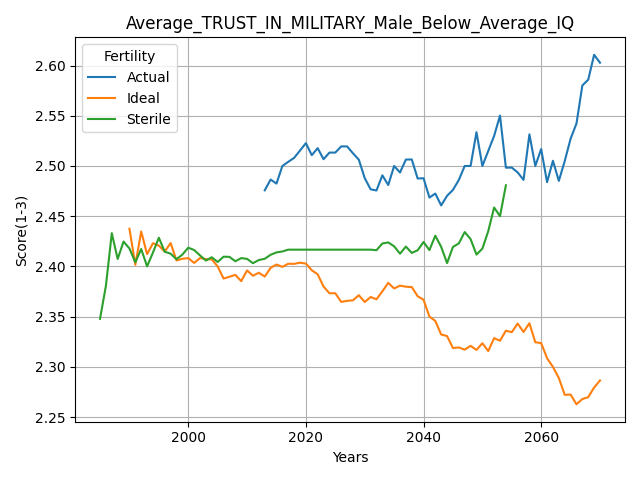 Average_TRUST_IN_MILITARY_Male_Below_Average_IQ
Fertility
Actual
Ideal
Sterile
Score(1-3)
2.60
2.55
2.50
2.45
2.40
2.35
2.30
2.25
2000
2020
2040
2060
Years